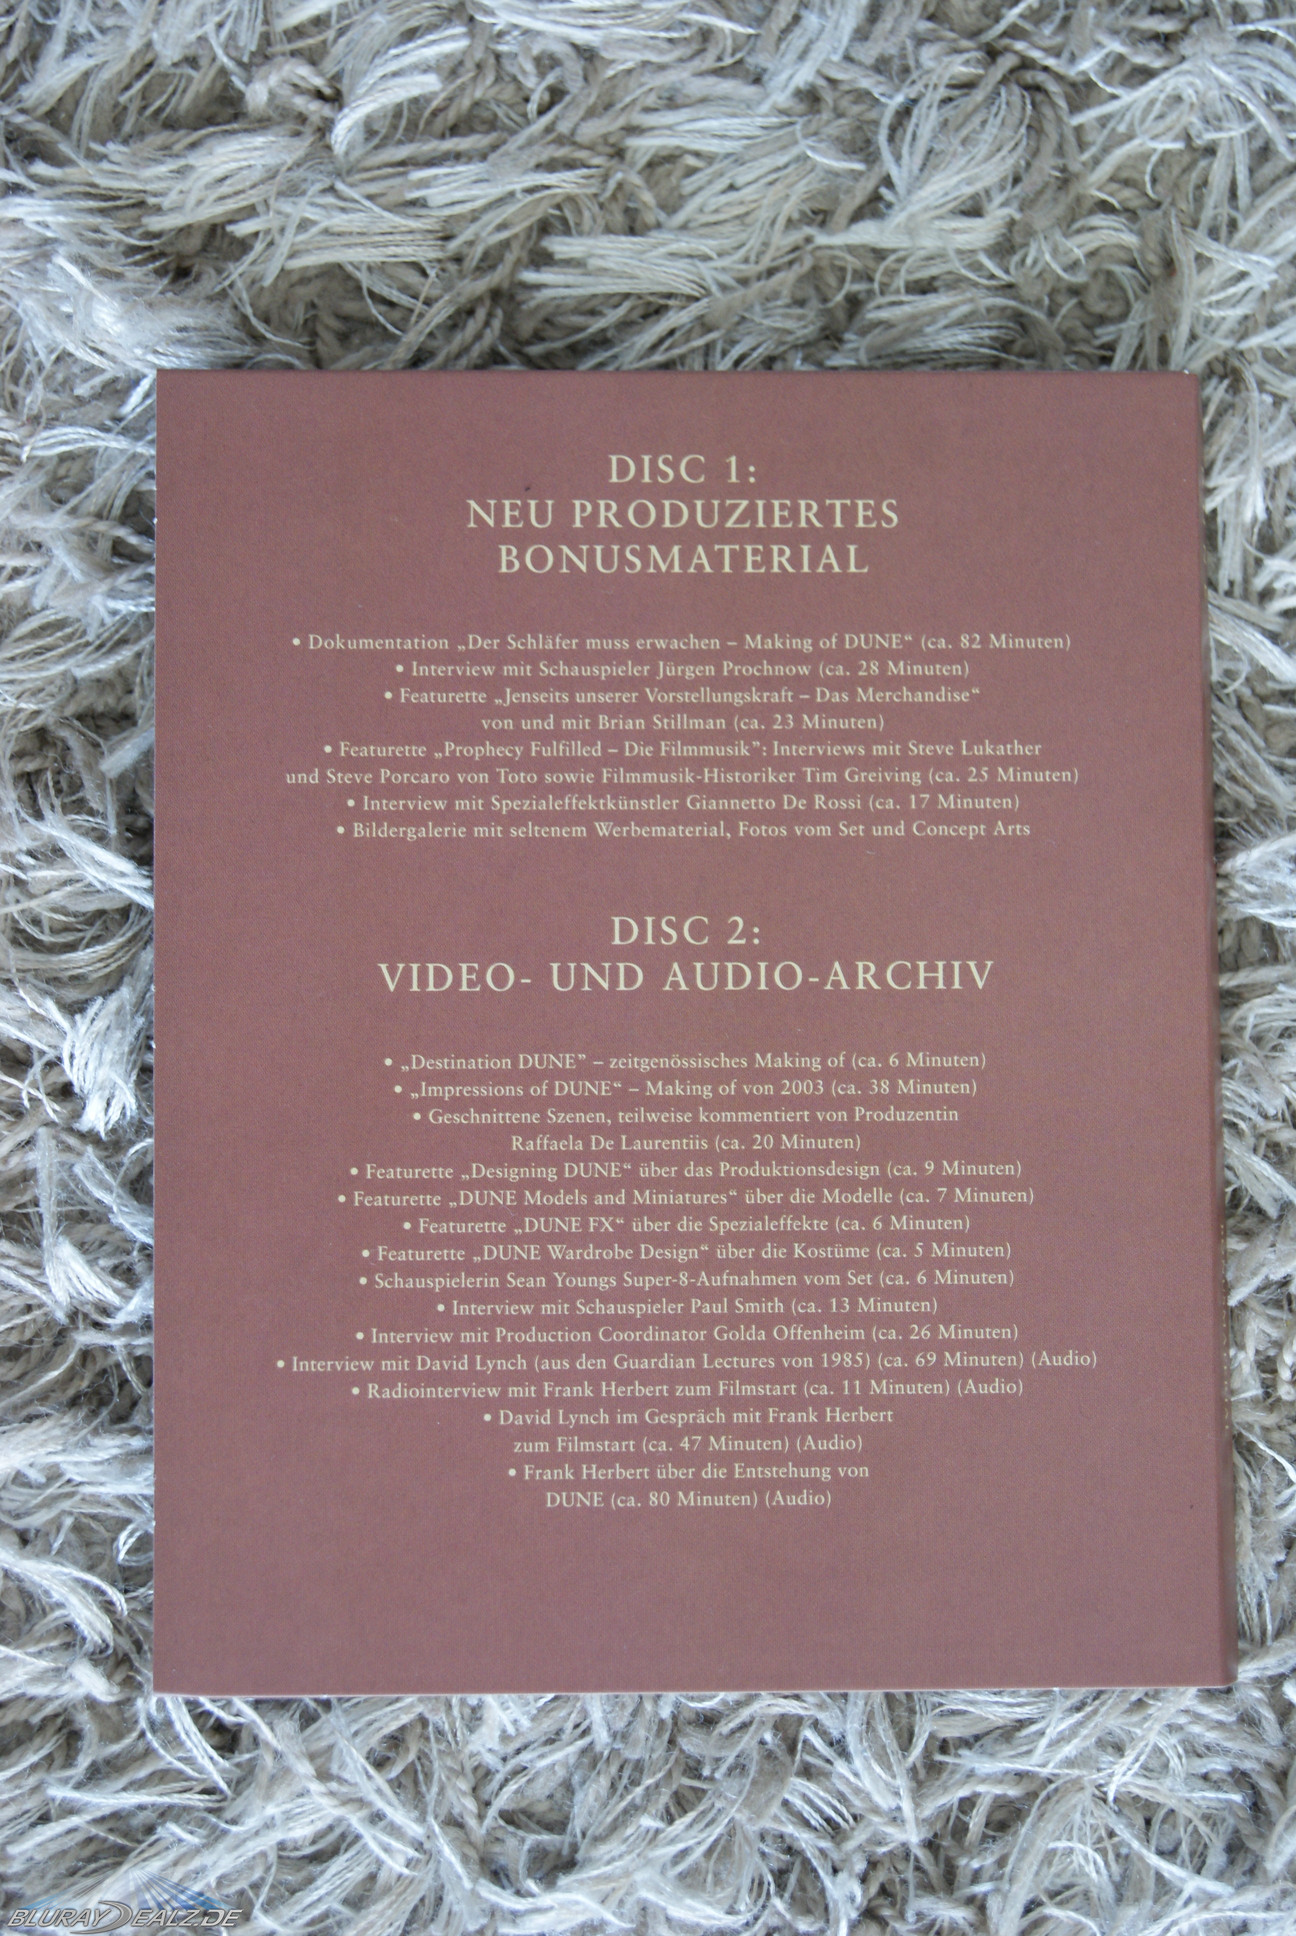 DISC 1:
NEU PRODUZIERTES
BONUSMATERIAL
• Dokumentation „Der Schläfer muss erwachen – Making of DUNE“ (ca. 82 Minuten)
• Interview mit Schauspieler Jürgen Prochnow (ca. 28 Minuten)
• Featurette „Jenseits unserer Vorstellungskraft – Das Merchandise“
von und mit Brian Stillman (ca. 23 Minuten)
• Featurette „Prophecy Fulfilled – Die Filmmusik”: Interviews mit Steve Lukather
und Steve Porcaro von Toto sowie Filmmusik-Historiker Tim Greiving (ca. 25 Minuten)
• Interview mit Spezialeffektkünstler Giannetto De Rossi (ca. 17 Minuten)
• Bildergalerie mit seltenem Werbematerial, Fotos vom Set und Concept Arts
DISC 2:
VIDEO- UND AUDIO-ARCHIV
• „Destination DUNE” – zeitgenössisches Making of (ca. 6 Minuten)
• „Impressions of DUNE“ – Making of von 2003 (ca. 38 Minuten)
• Geschnittene Szenen, teilweise kommentiert von Produzentin
Raffaela De Laurentiis (ca. 20 Minuten)
• Featurette „Designing DUNE“ über das Produktionsdesign (ca. 9 Minuten)
• Featurette „DUNE Models and Miniatures“ über die Modelle (ca. 7 Minuten)
• Featurette „DUNE FX“ über die Spezialeffekte (ca. 6 Minuten)
• Featurette „DUNE Wardrobe Design“ über die Kostüme (ca. 5 Minuten)
• Schauspielerin Sean Youngs Super-8-Aufnahmen vom Set (ca. 6 Minuten)
• Interview mit Schauspieler Paul Smith (ca. 13 Minuten)
• Interview mit Production Coordinator Golda Offenheim (ca. 26 Minuten)
• Interview mit David Lynch (aus den Guardian Lectures von 1985) (ca. 69 Minuten) (Audio)
• Radiointerview mit Frank Herbert zum Filmstart (ca. 11 Minuten) (Audio)
• David Lynch im Gespräch mit Frank Herbert
zum Filmstart (ca. 47 Minuten) (Audio)
• Frank Herbert über die Entstehung von
DUNE (ca. 80 Minuten) (Audio)
BLURAYDEALZ.DE